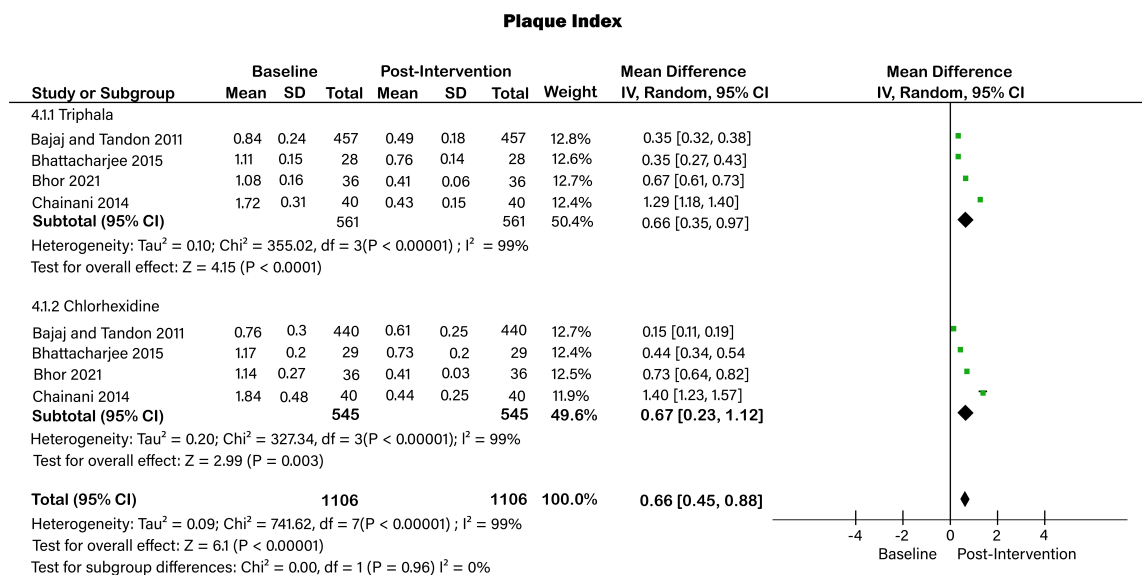 Plaque Index
Baseline Post-Intervention Mean Difference Mean Difference
Study or Subgroup Mean SD Total Mean SD Total Weight IV, Random, 95% CI IV, Random, 95% CI
4.1.1 Triphala
Bajaj and Tandon 2011 0.84 0.24 457 0.49 0.18 457 12.8% 0.35 [0.32, 0.38]
Bhattacharjee 2015 1.11 0.15 28 0.76 0.14 28 12.6% 0.35 [0.27, 0.43]
Bhor 2021 1.08 0.16 36 0.41 0.06 36 12.7% 0.67 [0.61, 0.73]
Chainani 2014 1.72 0.31 40 0.43 0.15 40 12.4% 1.29 [1.18, 1.40]
Subtotal (95% CI) 561 561 50.4% 0.66 [0.35, 0.97]
Heterogeneity: Tau² = 0.10; Chi² = 355.02, df = 3(P < 0.00001) ; I² = 99%
Test for overall effect: Z = 4.15 (P < 0.0001)
4.1.2 Chlorhexidine
Bajaj and Tandon 2011 0.76 0.3 440 0.61 0.25 440 12.7% 0.15 [0.11, 0.19]
Bhattacharjee 2015 1.17 0.2 29 0.73 0.2 29 12.4% 0.44 [0.34, 0.54
Bhor 2021 1.14 0.27 36 0.41 0.03 36 12.5% 0.73 [0.64, 0.82]
Chainani 2014 1.84 0.48 40 0.44 0.25 40 11.9% 1.40 [1.23, 1.57]
Subtotal (95% CI) 545 545 49.6% 0.67 [0.23, 1.12]
Heterogeneity: Tau² = 0.20; Chi² = 327.34, df = 3(P < 0.00001); I² = 99%
Test for overall effect: Z = 2.99 (P = 0.003)
Total (95% CI) 1106 1106 100.0% 0.66 [0.45, 0.88]
Heterogeneity: Tau² = 0.09; Chi² = 741.62, df = 7(P < 0.00001) ; I² = 99%
Test for overall effect: Z = 6.1 (P < 0.00001)
Test for subgroup differences: Chi² = 0.00, df = 1 (P = 0.96) I² = 0%
-4 -2 0 2 4
Baseline Post-Intervention